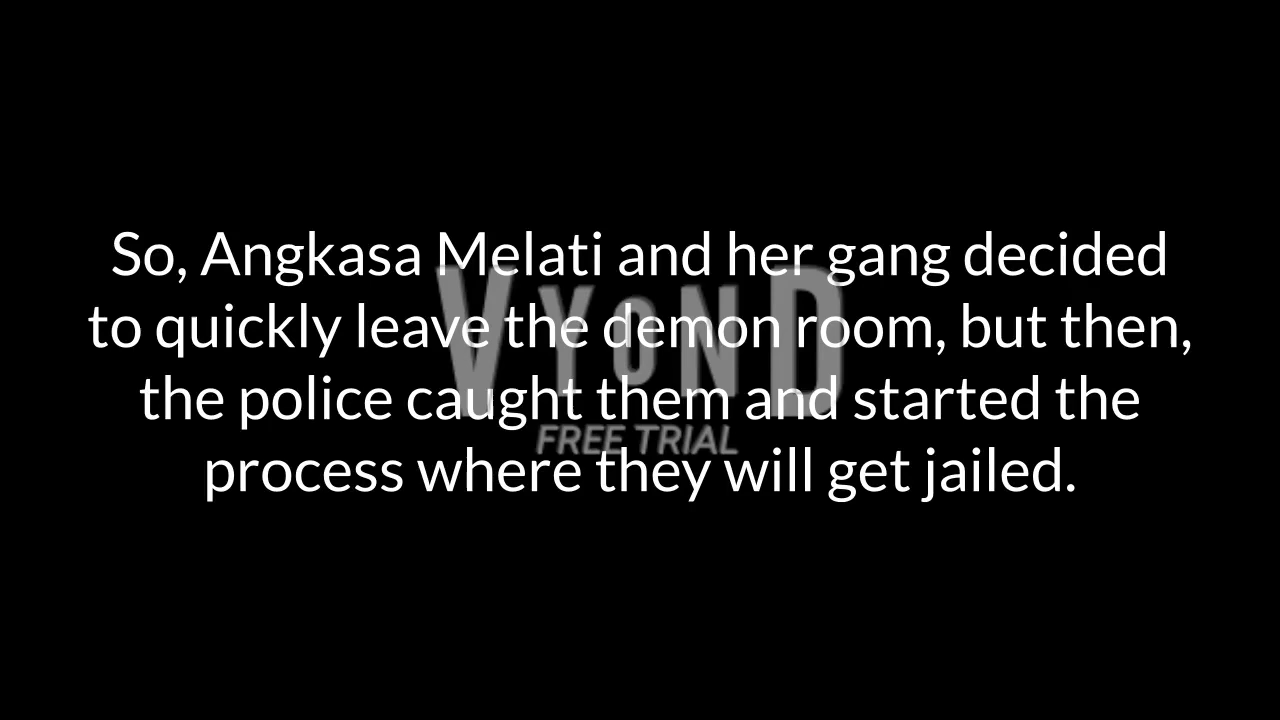 So, Angkasa Melati and her gang decided
to quickly leave the demon room, but then,
the police caught them and started the
process where they will get jailed.
VYOND
FREE TRIAL